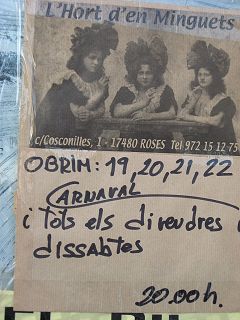 L'Hort d'en Minguets
c/Cosconilles, 1 - 17480 ROSES Tel 972 15 12 75
OBRIM: 19, 20, 21, 22
CARNAVAL
i TOTS els divendres i
dissabtes
20.00h.